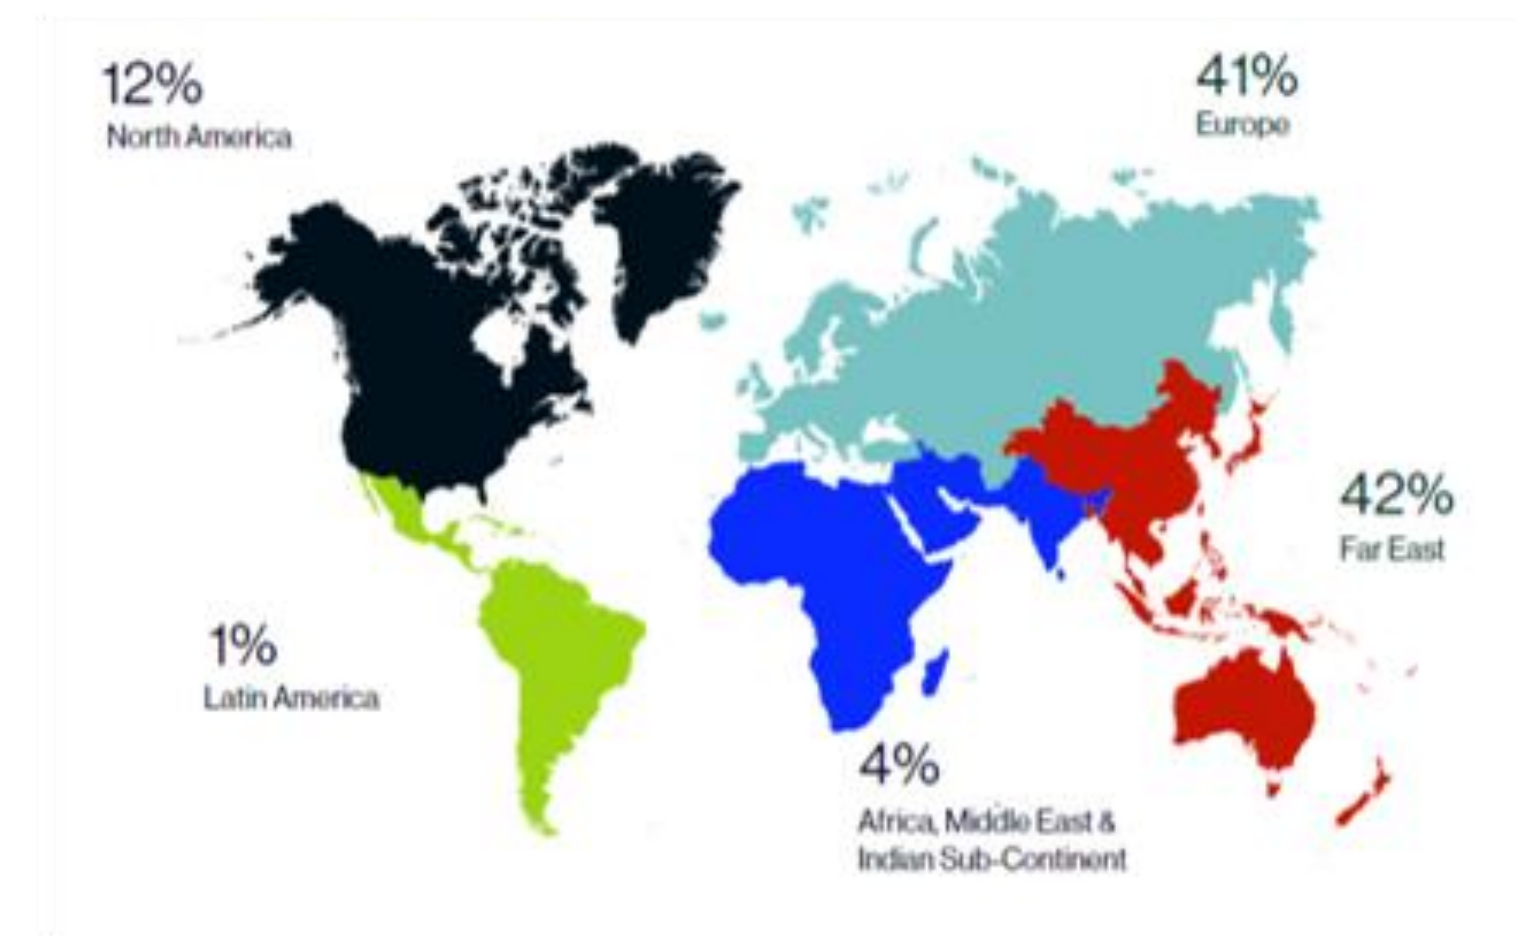 12%
North America
41%
Europe
42%
Far East
1%
Latin America
4%
Africa, Middle East &
Indian Sub-Continent